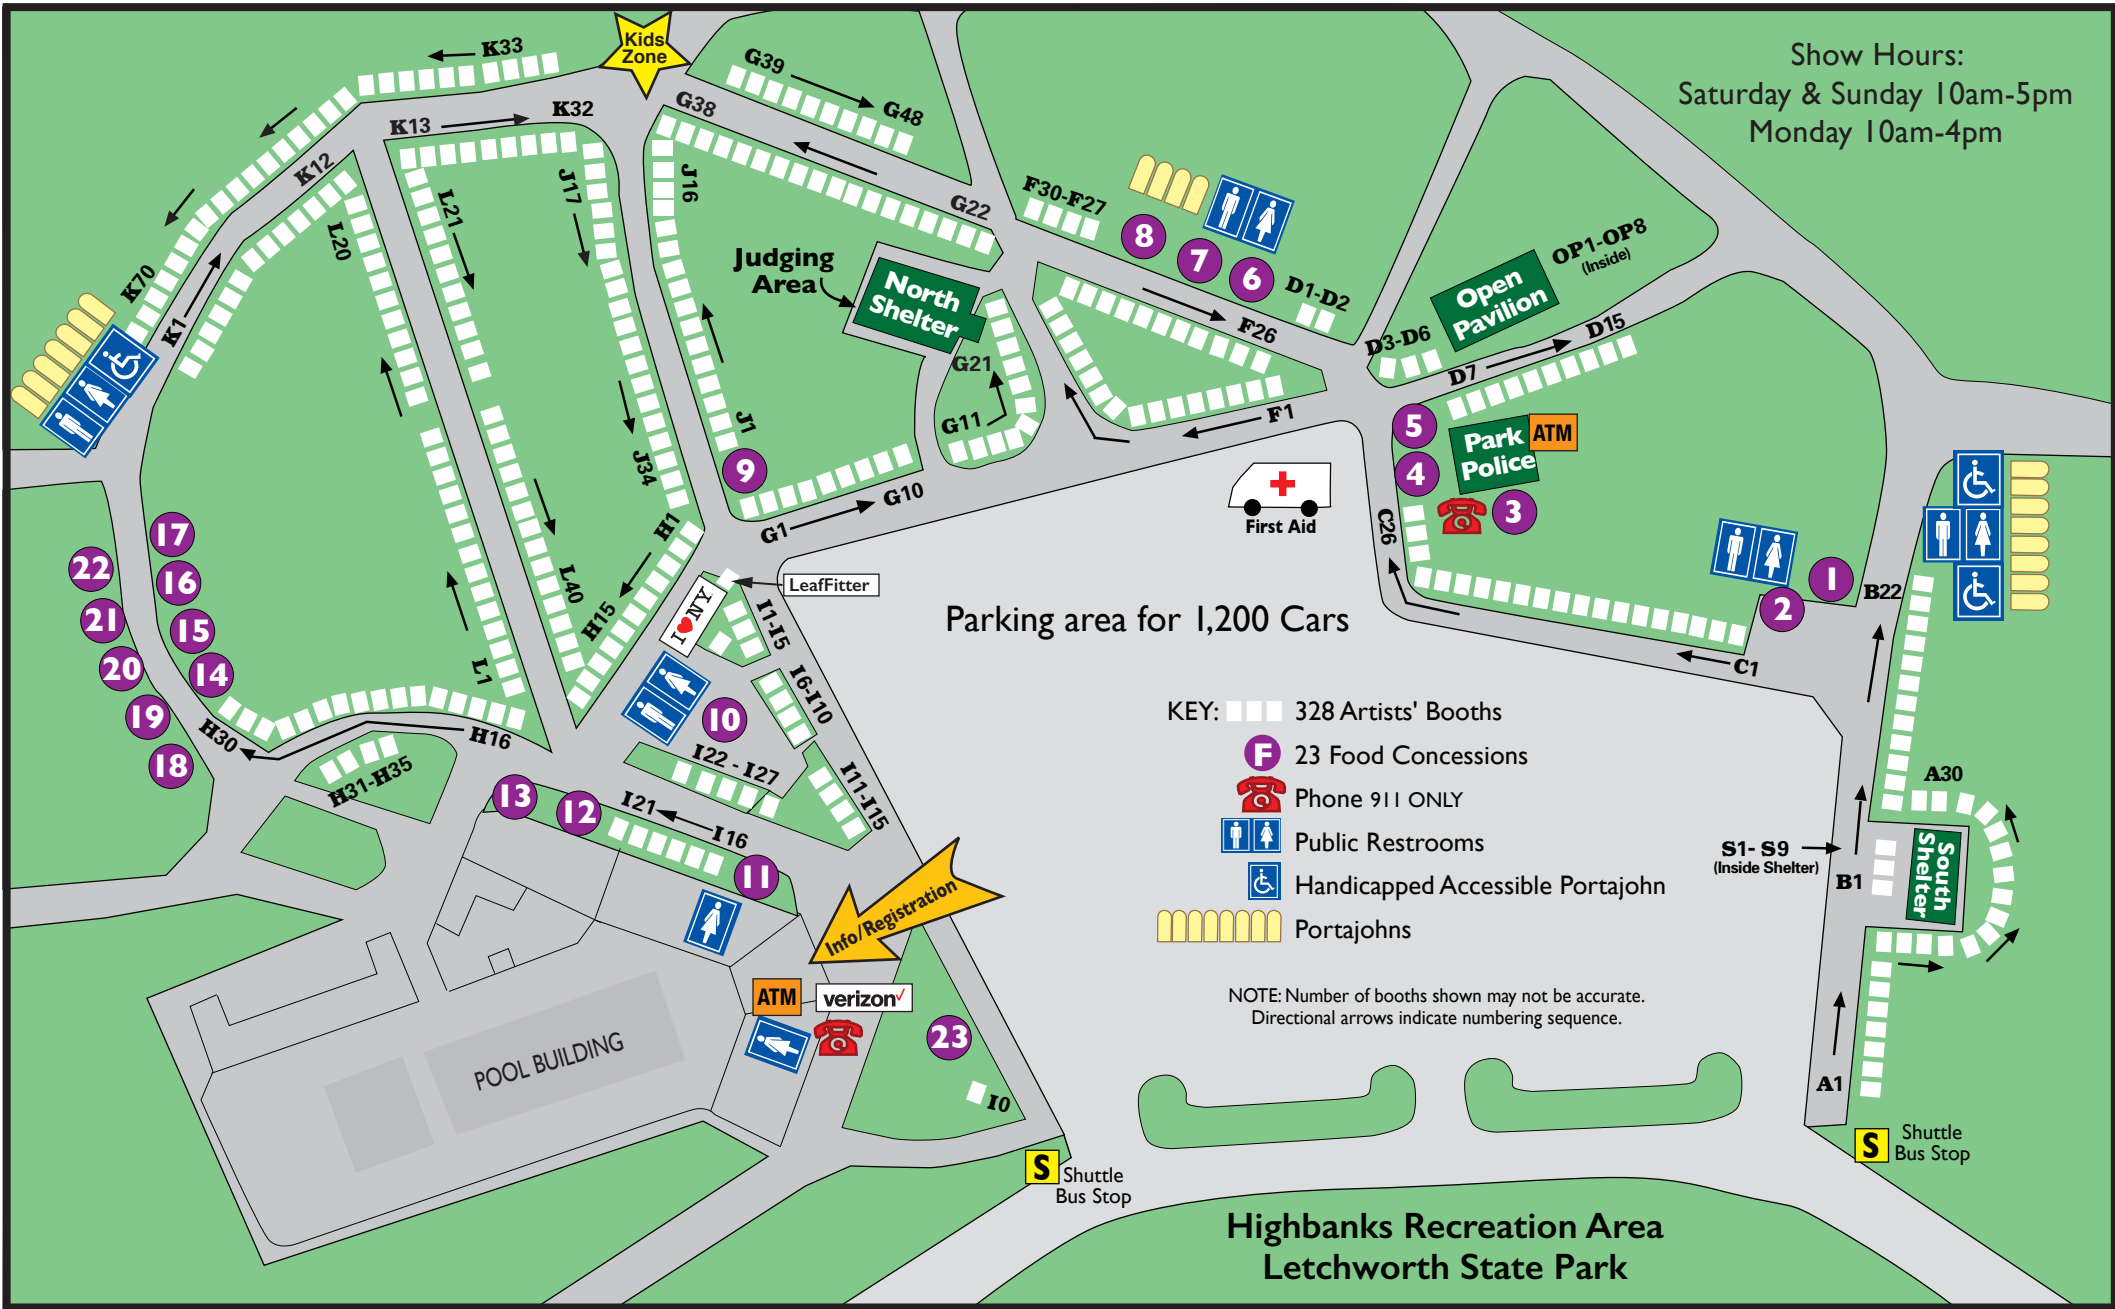 Show Hours:
Saturday & Sunday 10am-5pm
Monday 10am-4pm
Kids
Zone
K33
K13
K32
K12
K70
K1
G39
G48
G38
G22
J16
J17
L21
L20
Judging
Area
North
Shelter
G21
G11
F30-F27
8
7
6
D1-D2
F26
F1
D3-D6
Open
Pavilion
OP1-OP8
(Inside)
D7
D15
5
4
Park
Police
ATM
3
C26
First Aid
J1
9
J34
G1
G10
H1
H15
L40
L1
17
16
15
14
22
21
20
19
18
H30
H16
H31-H35
I ♥ NY
LeafFitter
I1-I5
I6-I10
10
I22 - I27
I11-I15
13
12
I21
I16
11
Info/Registration
ATM
verizon✓
POOL BUILDING
23
I0
S
Shuttle
Bus Stop
Parking area for 1,200 Cars
1
2
B22
C1
KEY:
328 Artists' Booths
F
23 Food Concessions
Phone 911 ONLY
Public Restrooms
Handicapped Accessible Portajohn
Portajohns
NOTE: Number of booths shown may not be accurate.
Directional arrows indicate numbering sequence.
A30
S1- S9
(Inside Shelter)
B1
South
Shelter
A1
S
Shuttle
Bus Stop
Highbanks Recreation Area
Letchworth State Park